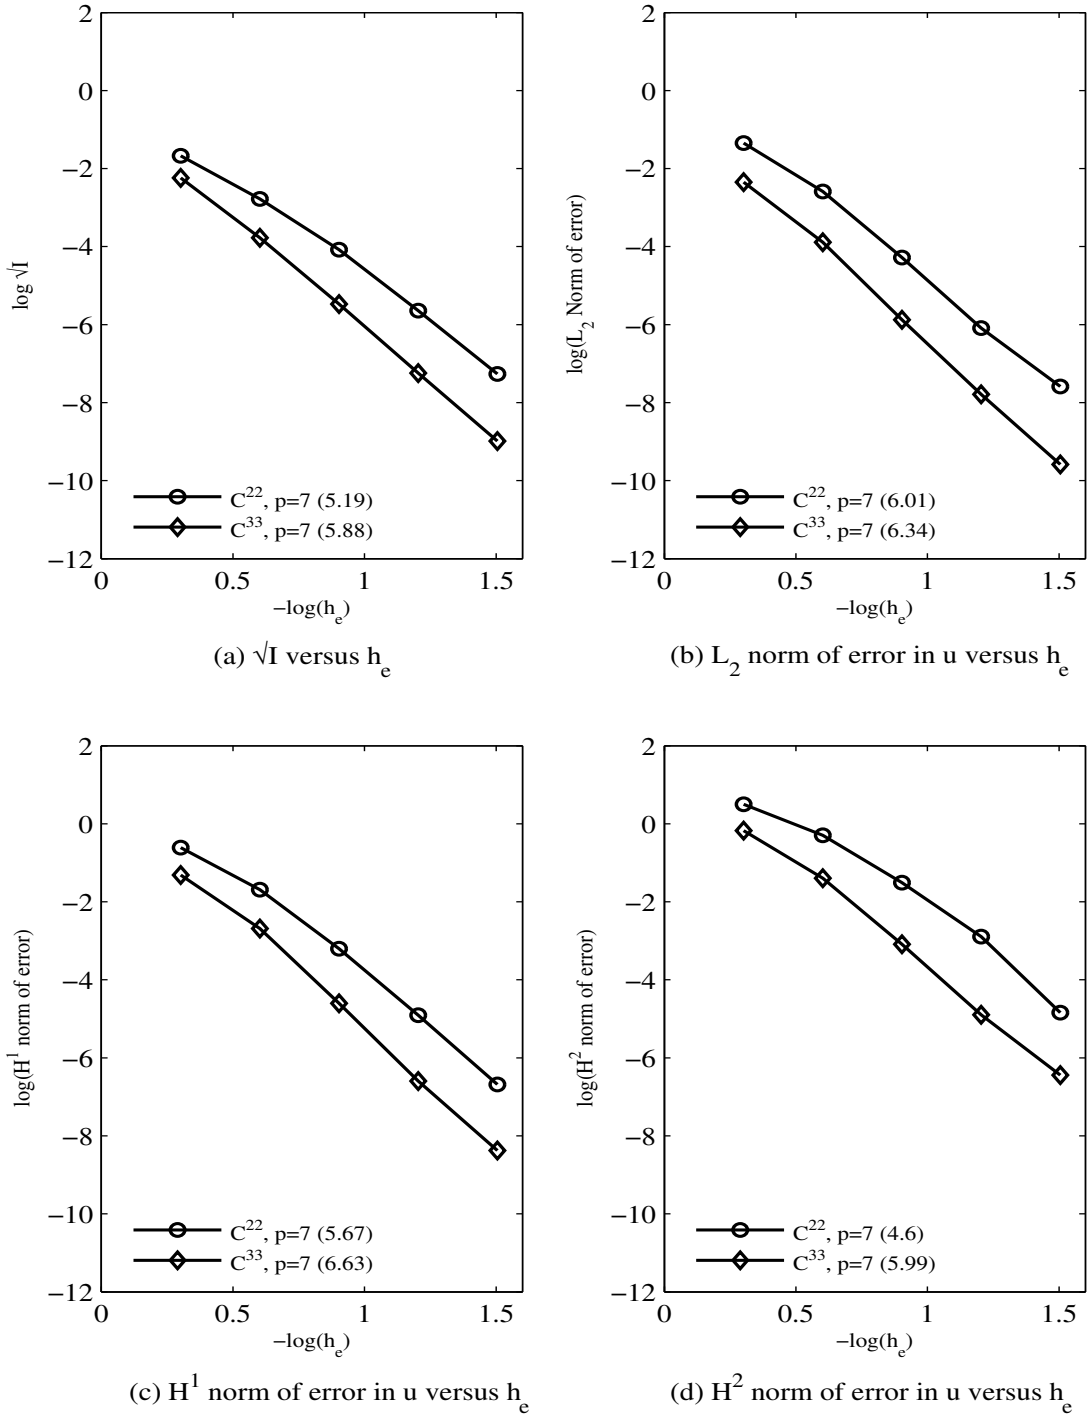 2
0
−2
−4
−6
−8
−10
−12
log √I
C^22, p=7 (5.19)
C^33, p=7 (5.88)
0 0.5 1 1.5
−log(h_e)
(a) √I versus h_e
2
0
−2
−4
−6
−8
−10
−12
log(L_2 Norm of error)
C^22, p=7 (6.01)
C^33, p=7 (6.34)
0 0.5 1 1.5
−log(h_e)
(b) L_2 norm of error in u versus h_e
2
0
−2
−4
−6
−8
−10
−12
log(H^1 norm of error)
C^22, p=7 (5.67)
C^33, p=7 (6.63)
0 0.5 1 1.5
−log(h_e)
(c) H^1 norm of error in u versus h_e
2
0
−2
−4
−6
−8
−10
−12
log(H^2 norm of error)
C^22, p=7 (4.6)
C^33, p=7 (5.99)
0 0.5 1 1.5
−log(h_e)
(d) H^2 norm of error in u versus h_e